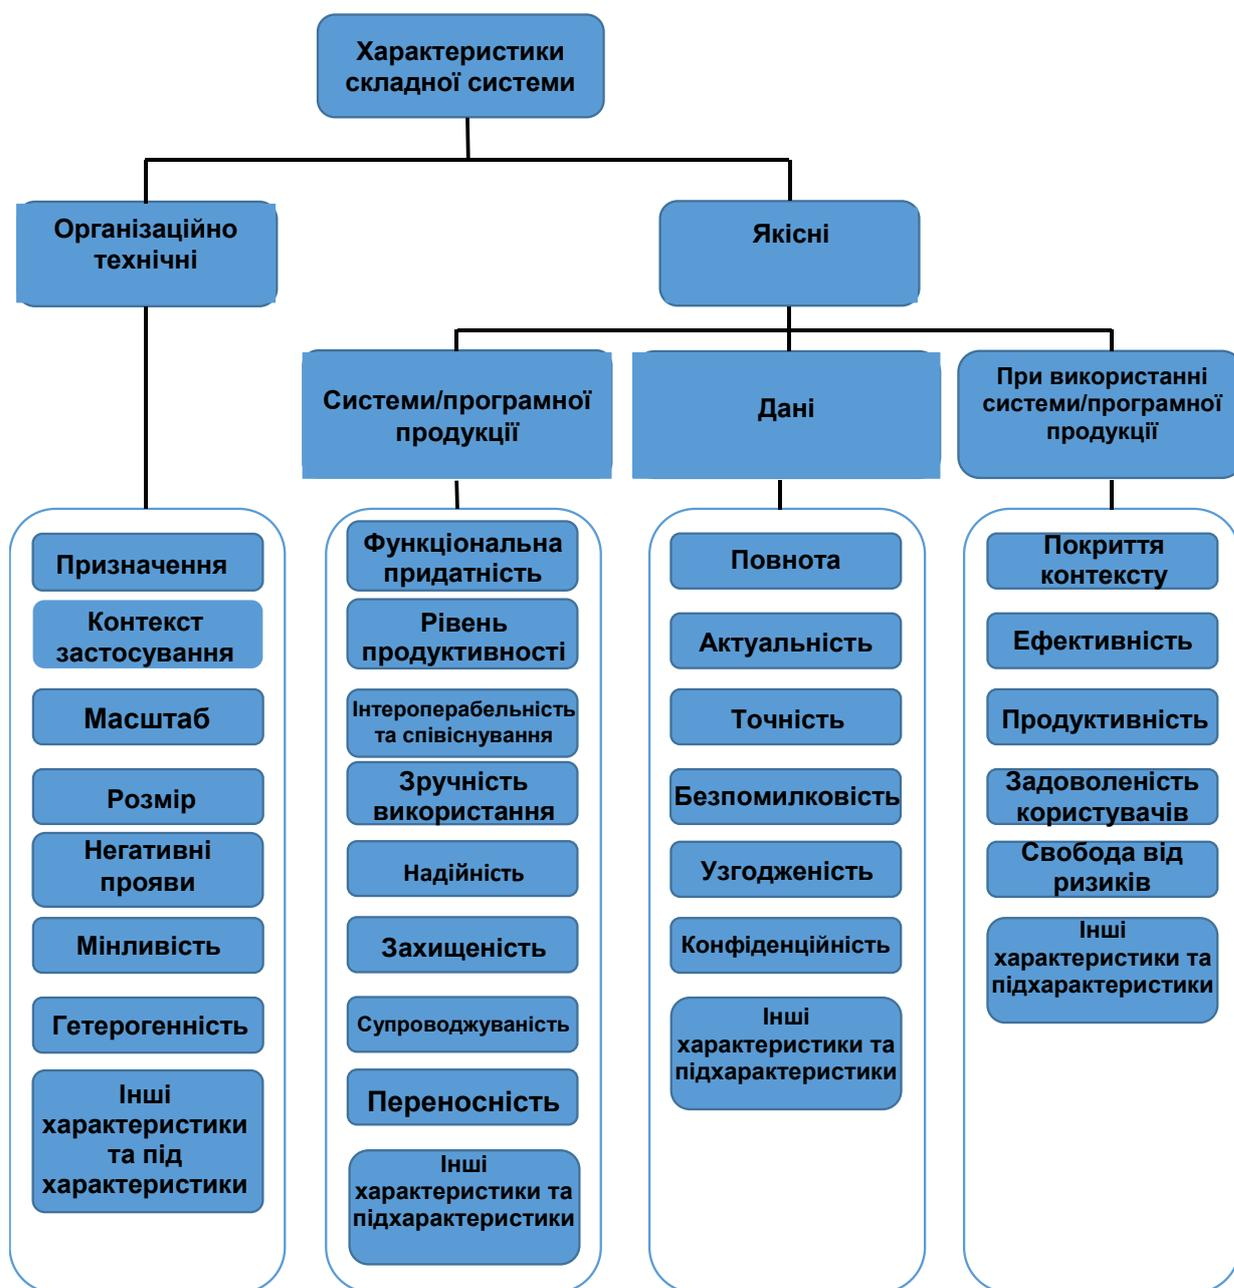 Характеристики
складної системи
Організаційно
технічні
Якісні
Системи/програмної
продукції
Дані
При використанні
системи/програмної
продукції
Призначення
Контекст
застосування
Масштаб
Розмір
Негативні
прояви
Мінливість
Гетерогенність
Інші
характеристики
та під
характеристики
Функціональна
придатність
Рівень
продуктивності
Інтероперабельність
та співіснування
Зручність
використання
Надійність
Захищеність
Супроводжуваність
Переносність
Інші
характеристики та
підхарактеристики
Повнота
Актуальність
Точність
Безпомилковість
Узгодженість
Конфіденційність
Інші
характеристики та
підхарактеристики
Покриття
контексту
Ефективність
Продуктивність
Задоволеність
користувачів
Свобода від
ризиків
Інші
характеристики та
підхарактеристики